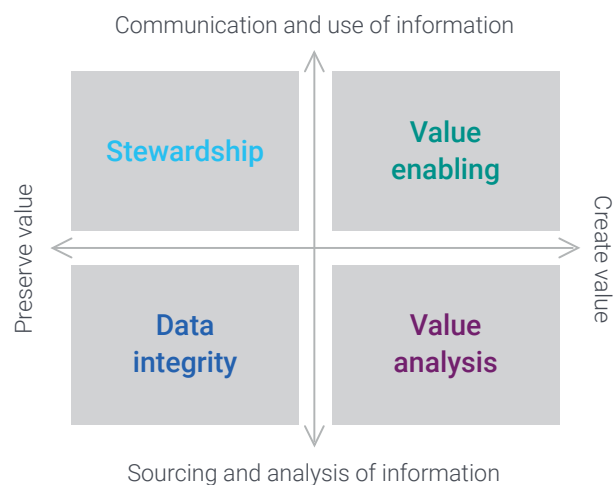 Communication and use of information
Stewardship
Value
enabling
Preserve value
Create value
Data
integrity
Value
analysis
Sourcing and analysis of information